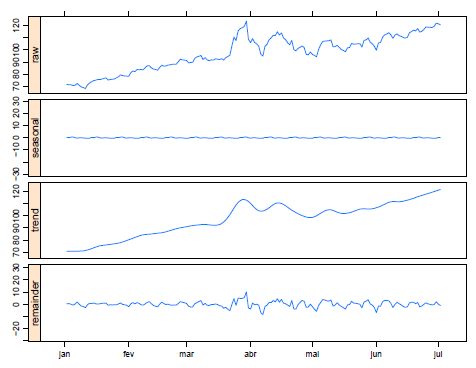 raw
70 80 90100 120
seasonal
−30 −10 10 20 30
trend
70 80 90100 120
remainder
−20 0 10 20 30
jan fev mar abr mai jun jul